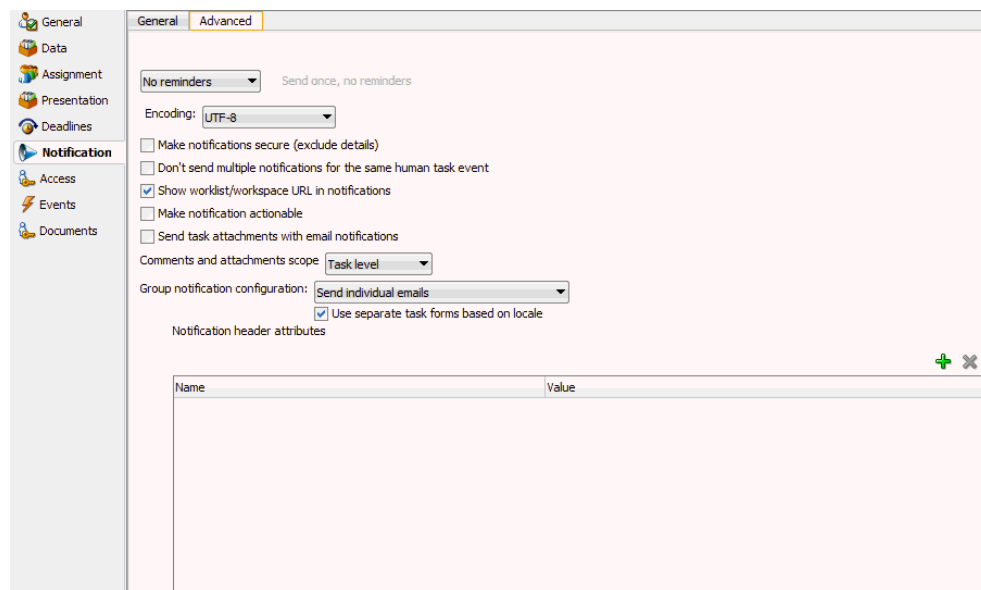 General
Data
Assignment
Presentation
Deadlines
Notification
Access
Events
Documents
General Advanced
No reminders Send once, no reminders
Encoding: UTF-8
Make notifications secure (exclude details)
Don't send multiple notifications for the same human task event
Show worklist/workspace URL in notifications
Make notification actionable
Send task attachments with email notifications
Comments and attachments scope Task level
Group notification configuration: Send individual emails
Use separate task forms based on locale
Notification header attributes
Name Value